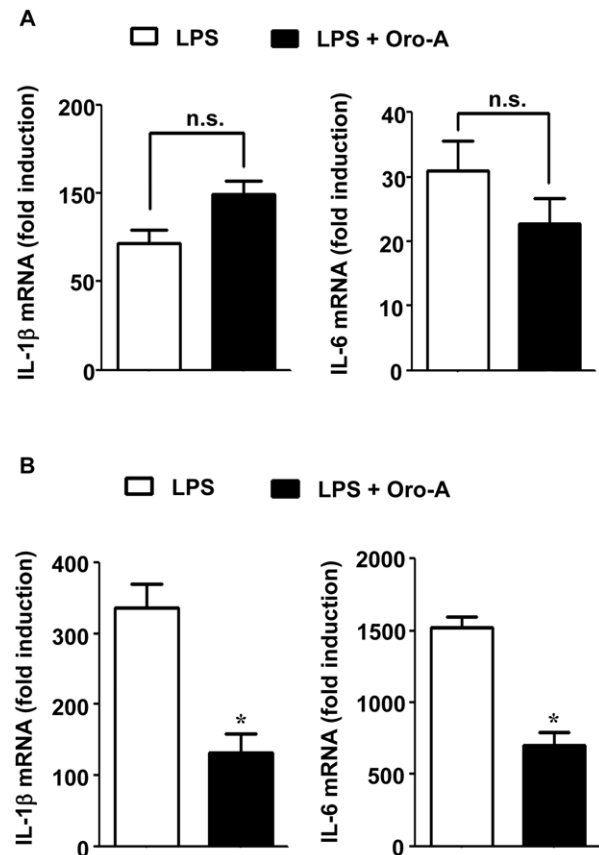 A
LPS
LPS + Oro-A
IL-1β mRNA (fold induction)
200
150
50
0
n.s.
IL-6 mRNA (fold induction)
40
30
20
10
0
n.s.
B
LPS
LPS + Oro-A
IL-1β mRNA (fold induction)
400
300
200
100
0
*
IL-6 mRNA (fold induction)
2000
1500
1000
500
0
*